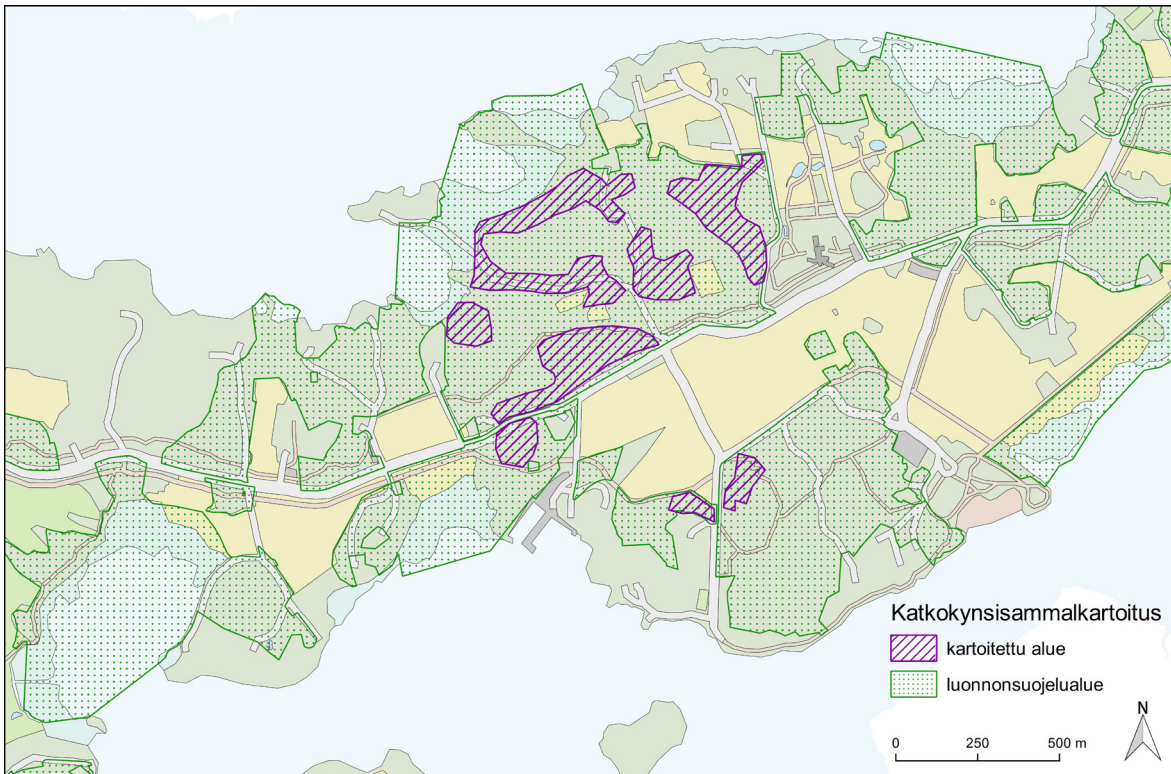 Katkokynsisammalkartoitus
kartoitettu alue
luonnonsuojelualue
N
0 250 500 m